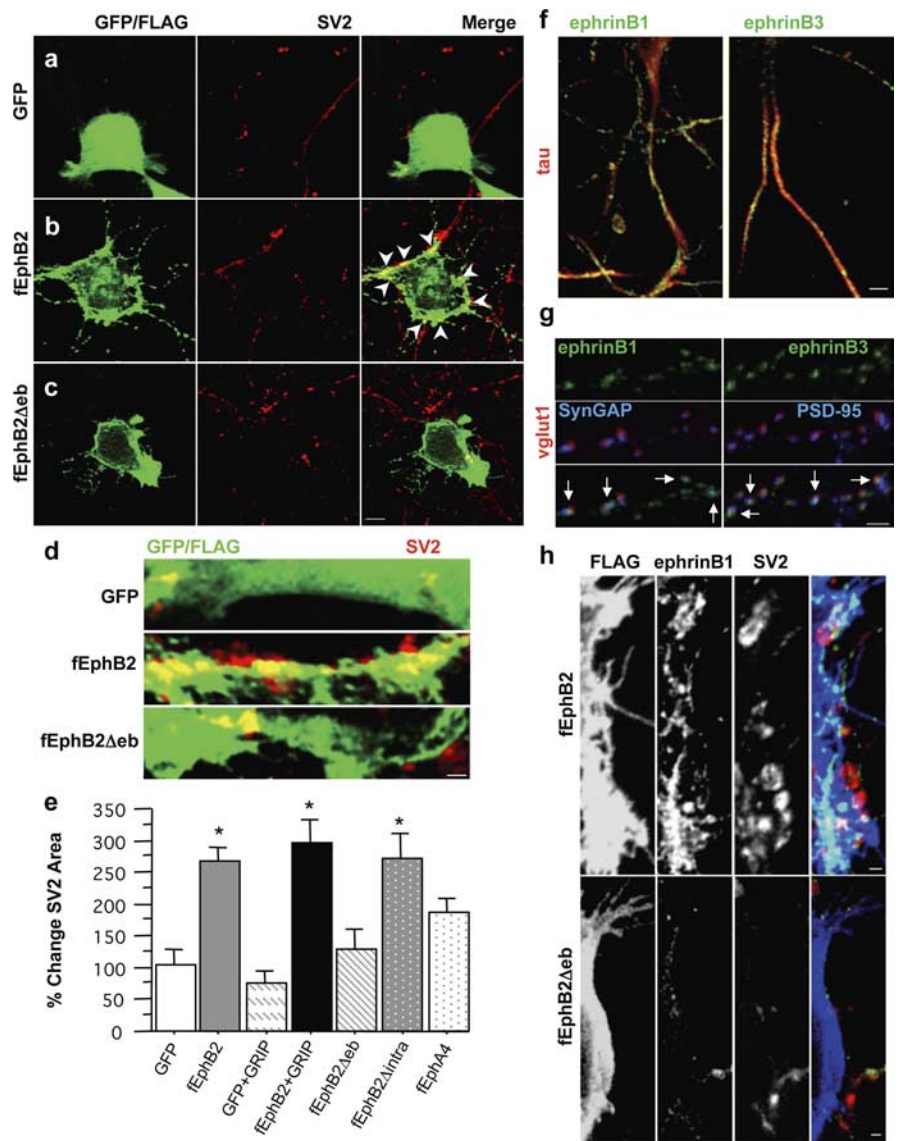 GFP/FLAG SV2 Merge
a
GFP
b
fEphB2
c
fEphB2Δeb
d
GFP/FLAG SV2
GFP
fEphB2
fEphB2Δeb
e
% Change SV2 Area
350
300
250
200
150
100
50
0
* * *
GFP
fEphB2
GFP+GRIP
fEphB2+GRIP
fEphB2Δeb
fEphB2Δintra
fEphA4
f
ephrinB1 ephrinB3
tau
g
ephrinB1 ephrinB3
SynGAP PSD-95
vglut1
h
FLAG ephrinB1 SV2
fEphB2
fEphB2Δeb